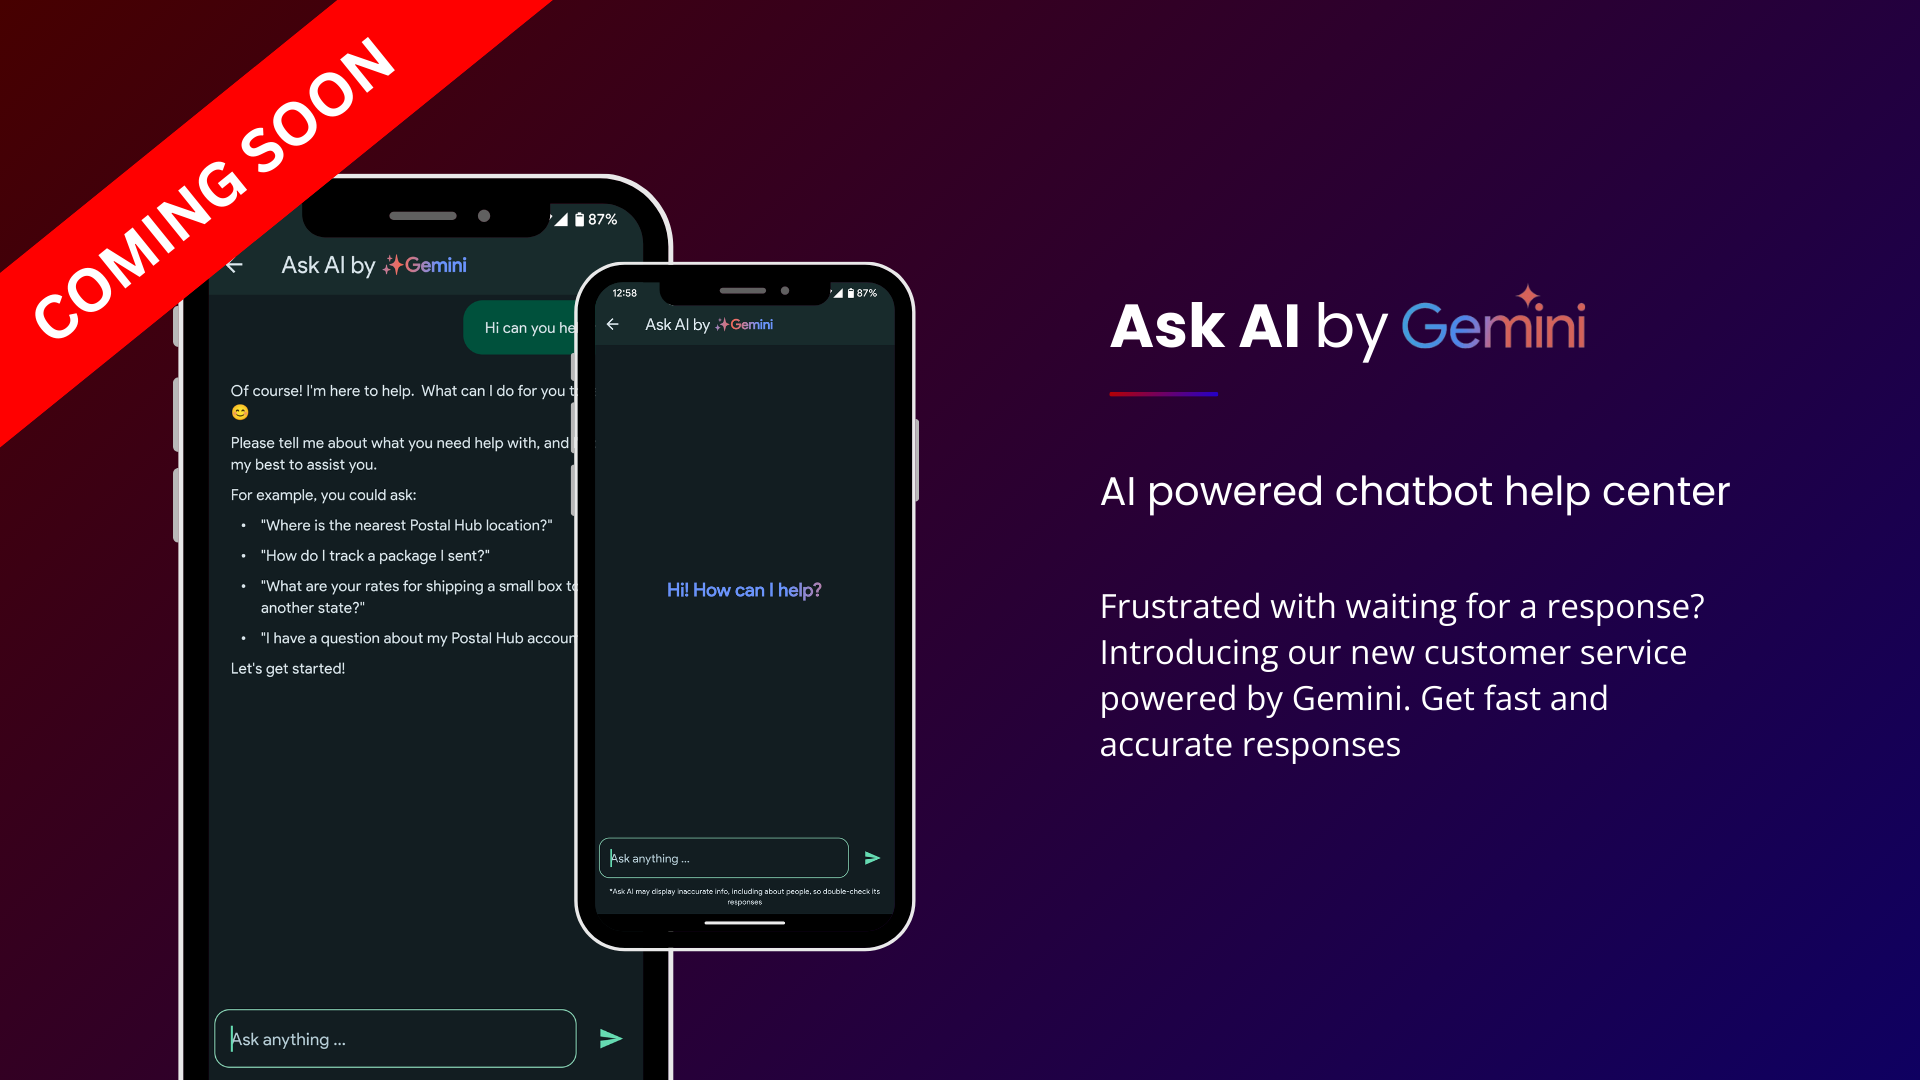 COMING SOON
87%
Ask AI by Gemini
Hi can you he
Of course! I'm here to help.  What can I do for you t
😊
Please tell me about what you need help with, and
my best to assist you.
For example, you could ask:
• "Where is the nearest Postal Hub location?"
• "How do I track a package I sent?"
• "What are your rates for shipping a small box to
another state?"
• "I have a question about my Postal Hub accoun
Let's get started!
Ask anything ...
12:58
87%
Ask AI by Gemini
Hi! How can I help?
Ask anything ...
*Ask AI may display inaccurate info, including about people, so double-check its
responses
Ask AI by Gemini
AI powered chatbot help center
Frustrated with waiting for a response?
Introducing our new customer service
powered by Gemini. Get fast and
accurate responses